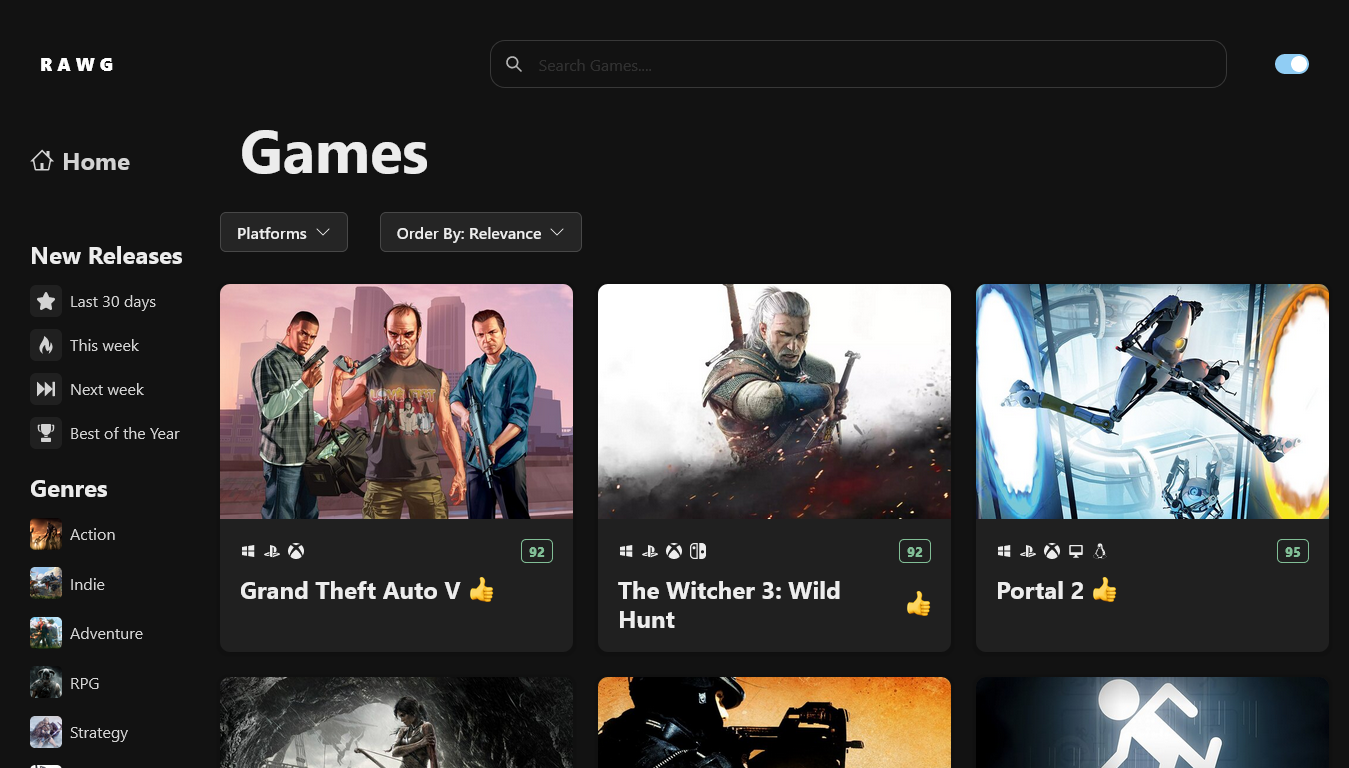 RAWG
Search Games....
Home
Games
Platforms
Order By: Relevance
New Releases
Last 30 days
This week
Next week
Best of the Year
Genres
Action
Indie
Adventure
RPG
Strategy
92
Grand Theft Auto V 👍
92
The Witcher 3: Wild
Hunt 👍
95
Portal 2 👍